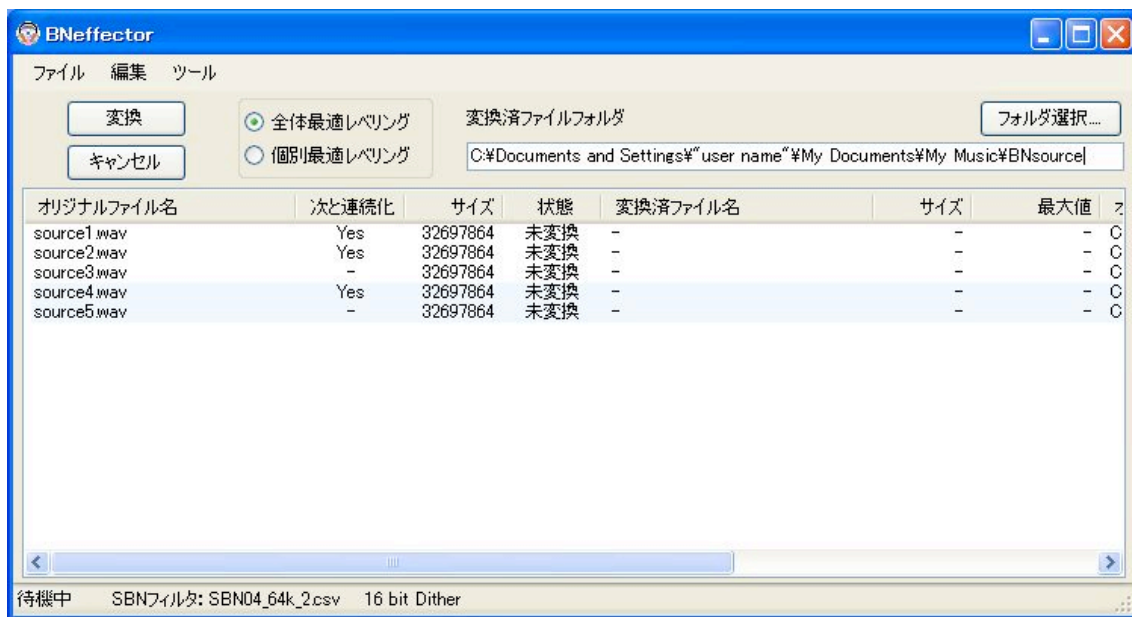 BNeffector
ファイル 編集 ツール
変換
キャンセル
全体最適レベリング
個別最適レベリング
変換済ファイルフォルダ
フォルダ選択...
C:¥Documents and Settings¥"user name"¥My Documents¥My Music¥BNsource
オリジナルファイル名 次と連続化 サイズ 状態 変換済ファイル名 サイズ 最大値
source1.wav Yes 32697864 未変換 - - - C
source2.wav Yes 32697864 未変換 - - - C
source3.wav - 32697864 未変換 - - - C
source4.wav Yes 32697864 未変換 - - - C
source5.wav - 32697864 未変換 - - - C
待機中 SBNフィルタ: SBN04_64k_2.csv 16 bit Dither